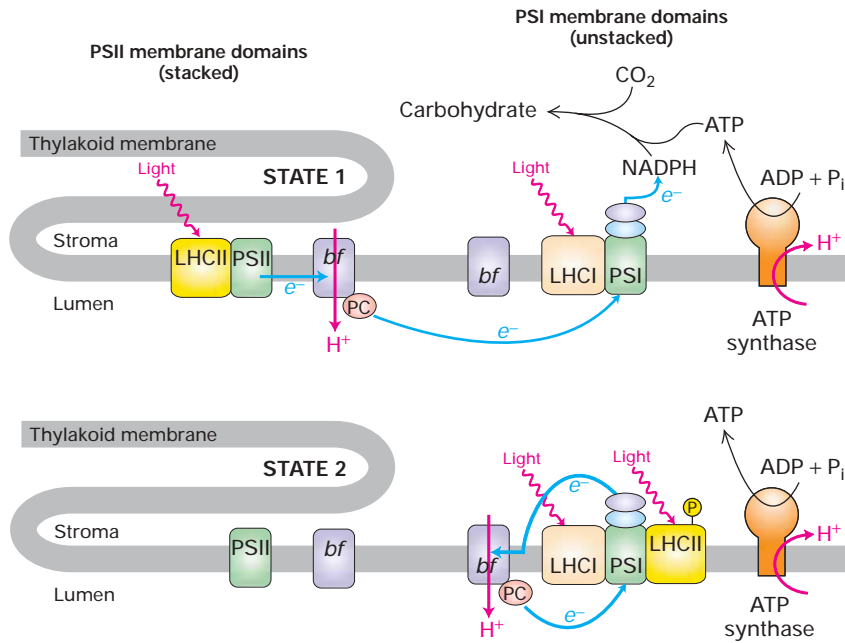 PSII membrane domains
(stacked)
PSI membrane domains
(unstacked)
CO2
Carbohydrate
ATP
NADPH
ADP + Pi
Thylakoid membrane
Light
STATE 1
Light
e–
Stroma
LHCII
PSII
bf
bf
LHCI
PSI
H+
e–
Lumen
PC
H+
e–
ATP
synthase
ATP
Thylakoid membrane
STATE 2
Light
e–
Light
ADP + Pi
P
Stroma
PSII
bf
bf
LHCI
PSI
LHCII
H+
Lumen
PC
H+
e–
ATP
synthase